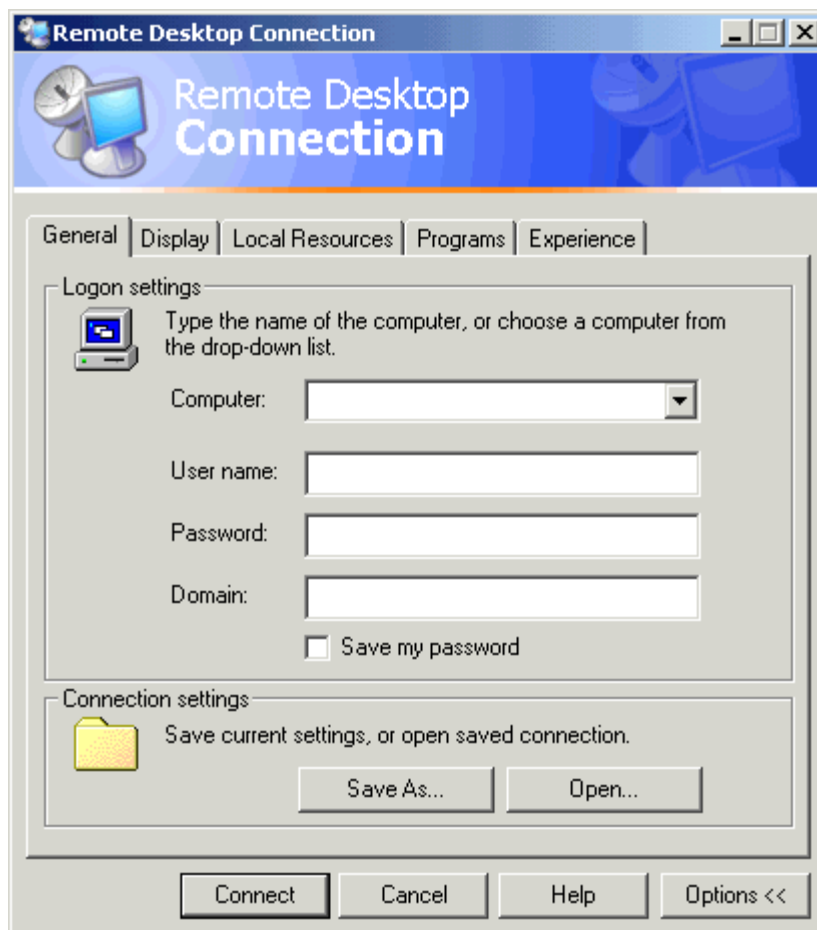 Remote Desktop Connection
Remote Desktop
Connection
General Display Local Resources Programs Experience
Logon settings
Type the name of the computer, or choose a computer from
the drop-down list.
Computer:
User name:
Password:
Domain:
Save my password
Connection settings
Save current settings, or open saved connection.
Save As... Open...
Connect Cancel Help Options <<